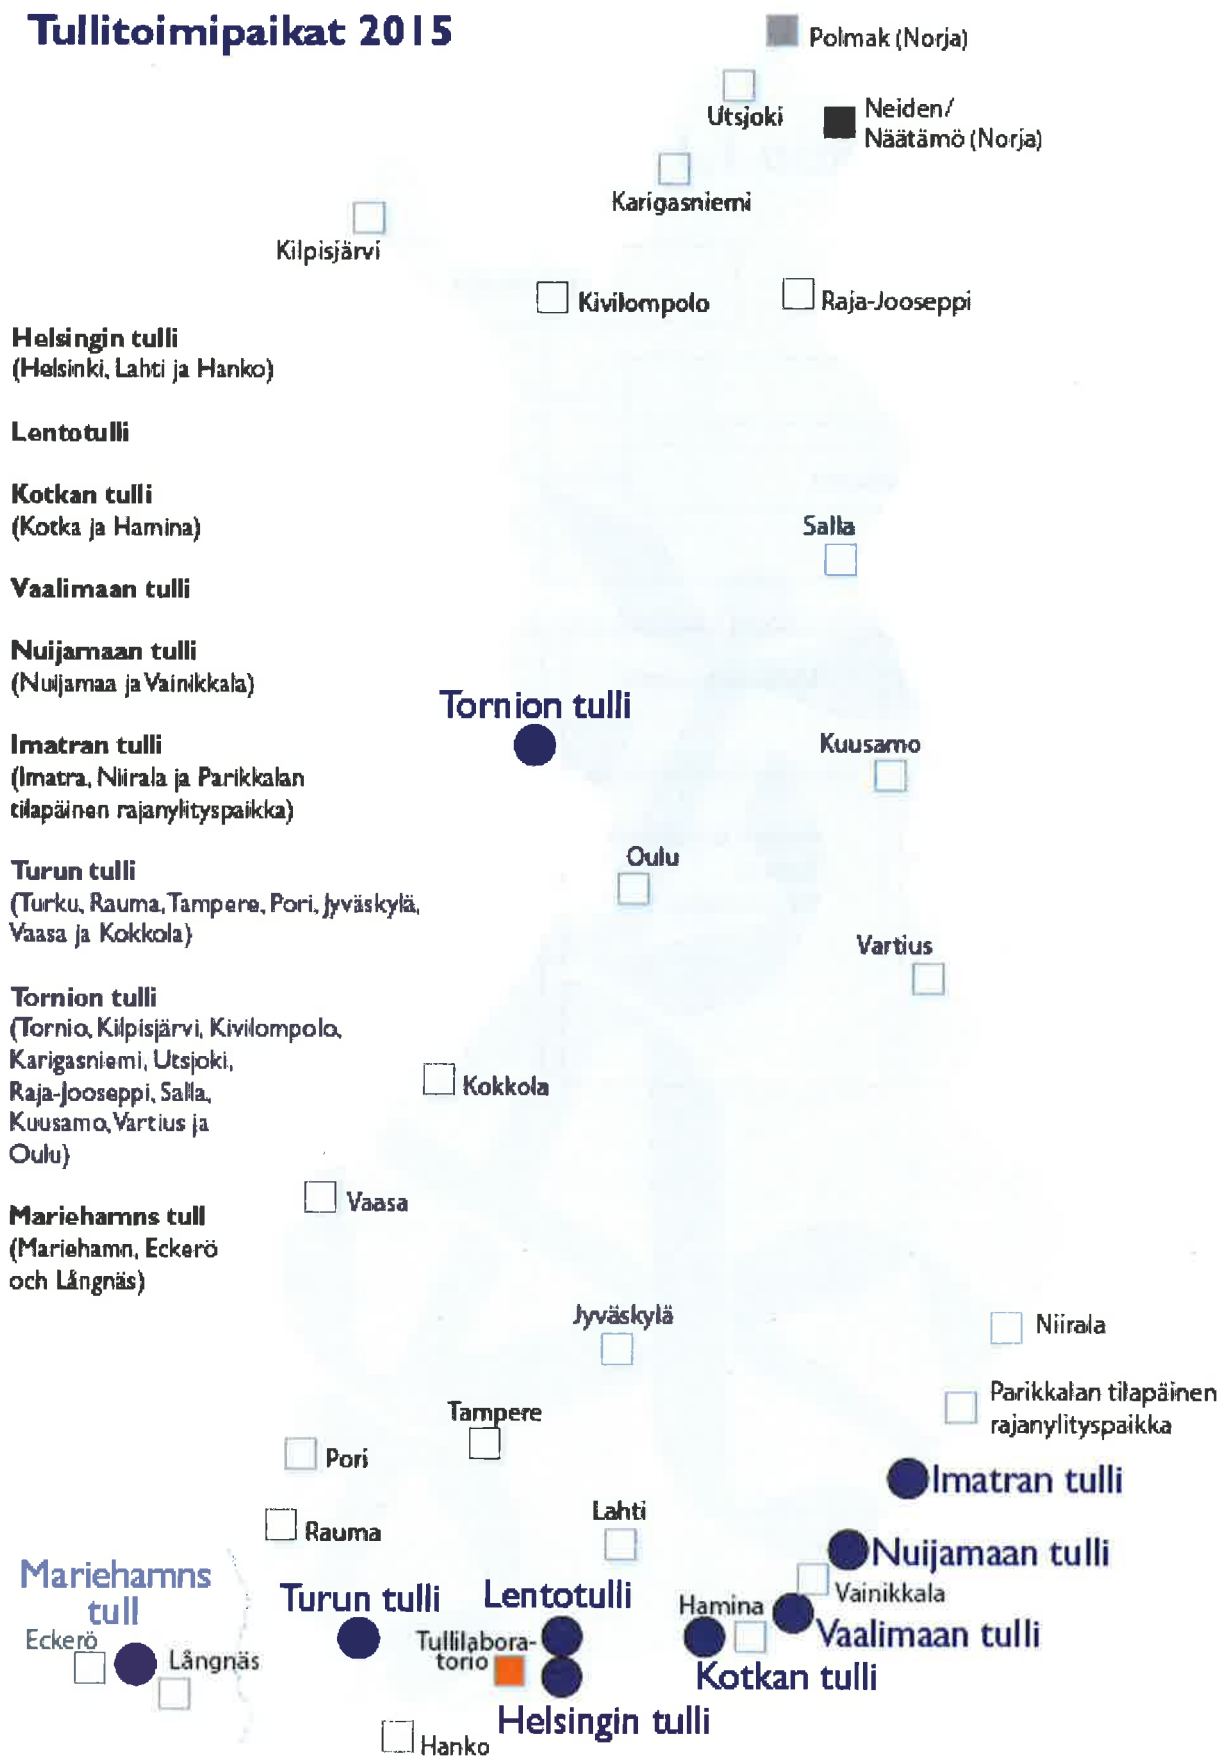 Tullitoimipaikat 2015
Polmak (Norja)
Utsjoki
Neiden/
Näätämö (Norja)
Karigasniemi
Kilpisjärvi
Kivilompolo
Raja-Jooseppi
Helsingin tulli
(Helsinki, Lahti ja Hanko)
Lentotulli
Kotkan tulli
(Kotka ja Hamina)
Vaalimaan tulli
Nuijamaan tulli
(Nuijamaa ja Vainikkala)
Imatran tulli
(Imatra, Niirala ja Parikkalan
tilapäinen rajanylityspaikka)
Turun tulli
(Turku, Rauma, Tampere, Pori, Jyväskylä,
Vaasa ja Kokkola)
Tornion tulli
(Tornio, Kilpisjärvi, Kivilompolo,
Karigasniemi, Utsjoki,
Raja-Jooseppi, Salla,
Kuusamo, Vartius ja
Oulu)
Mariehamns tull
(Mariehamn, Eckerö
och Långnäs)
Salla
Tornion tulli
Kuusamo
Oulu
Vartius
Kokkola
Vaasa
Jyväskylä
Niirala
Parikkalan tilapäinen
rajanylityspaikka
Tampere
Pori
Imatran tulli
Lahti
Rauma
Nuijamaan tulli
Vainikkala
Mariehamns
tull
Eckerö
Långnäs
Turun tulli
Lentotulli
Tullilabora-
torio
Hamina
Vaalimaan tulli
Kotkan tulli
Helsingin tulli
Hanko